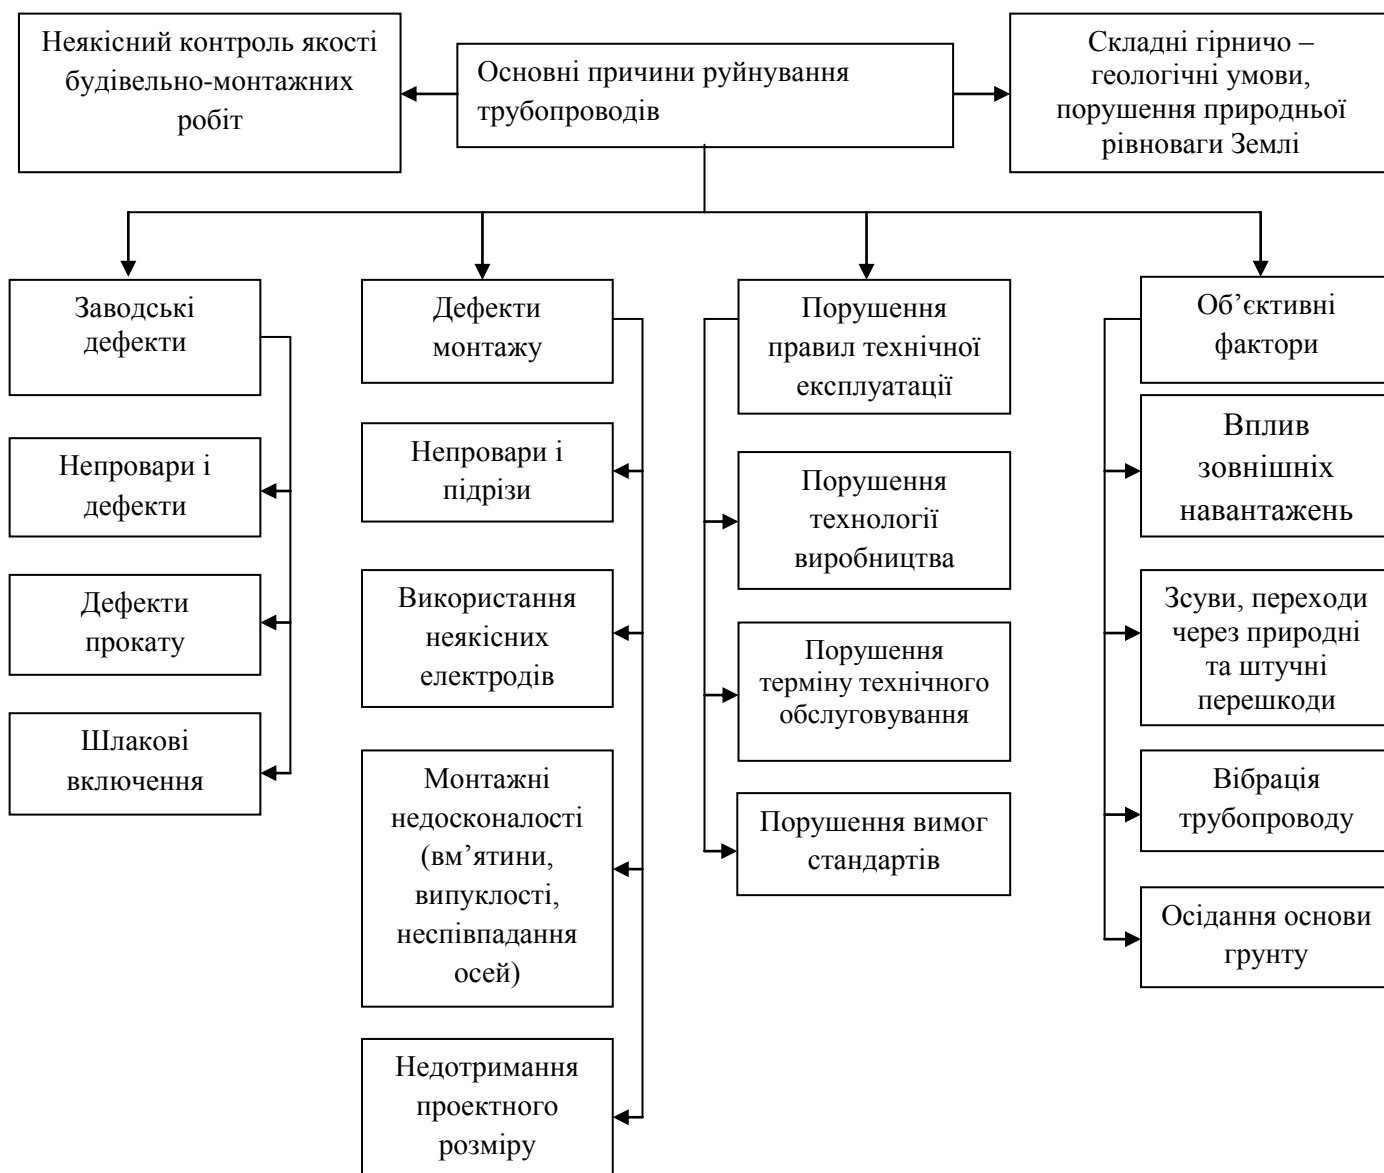 Неякісний контроль якості
будівельно-монтажних
робіт
Основні причини руйнування
трубопроводів
Складні гірничо –
геологічні умови,
порушення природньої
рівноваги Землі
Заводські
дефекти
Непровари і
дефекти
Дефекти
прокату
Шлакові
включення
Дефекти
монтажу
Непровари і
підрізи
Використання
неякісних
електродів
Монтажні
недосконалості
(вм’ятини,
випуклості,
неспівпадання
осей)
Недотримання
проектного
розміру
Порушення
правил технічної
експлуатації
Порушення
технології
виробництва
Порушення
терміну технічного
обслуговування
Порушення вимог
стандартів
Об’єктивні
фактори
Вплив
зовнішніх
навантажень
Зсуви, переходи
через природні
та штучні
перешкоди
Вібрація
трубопроводу
Осідання основи
грунту